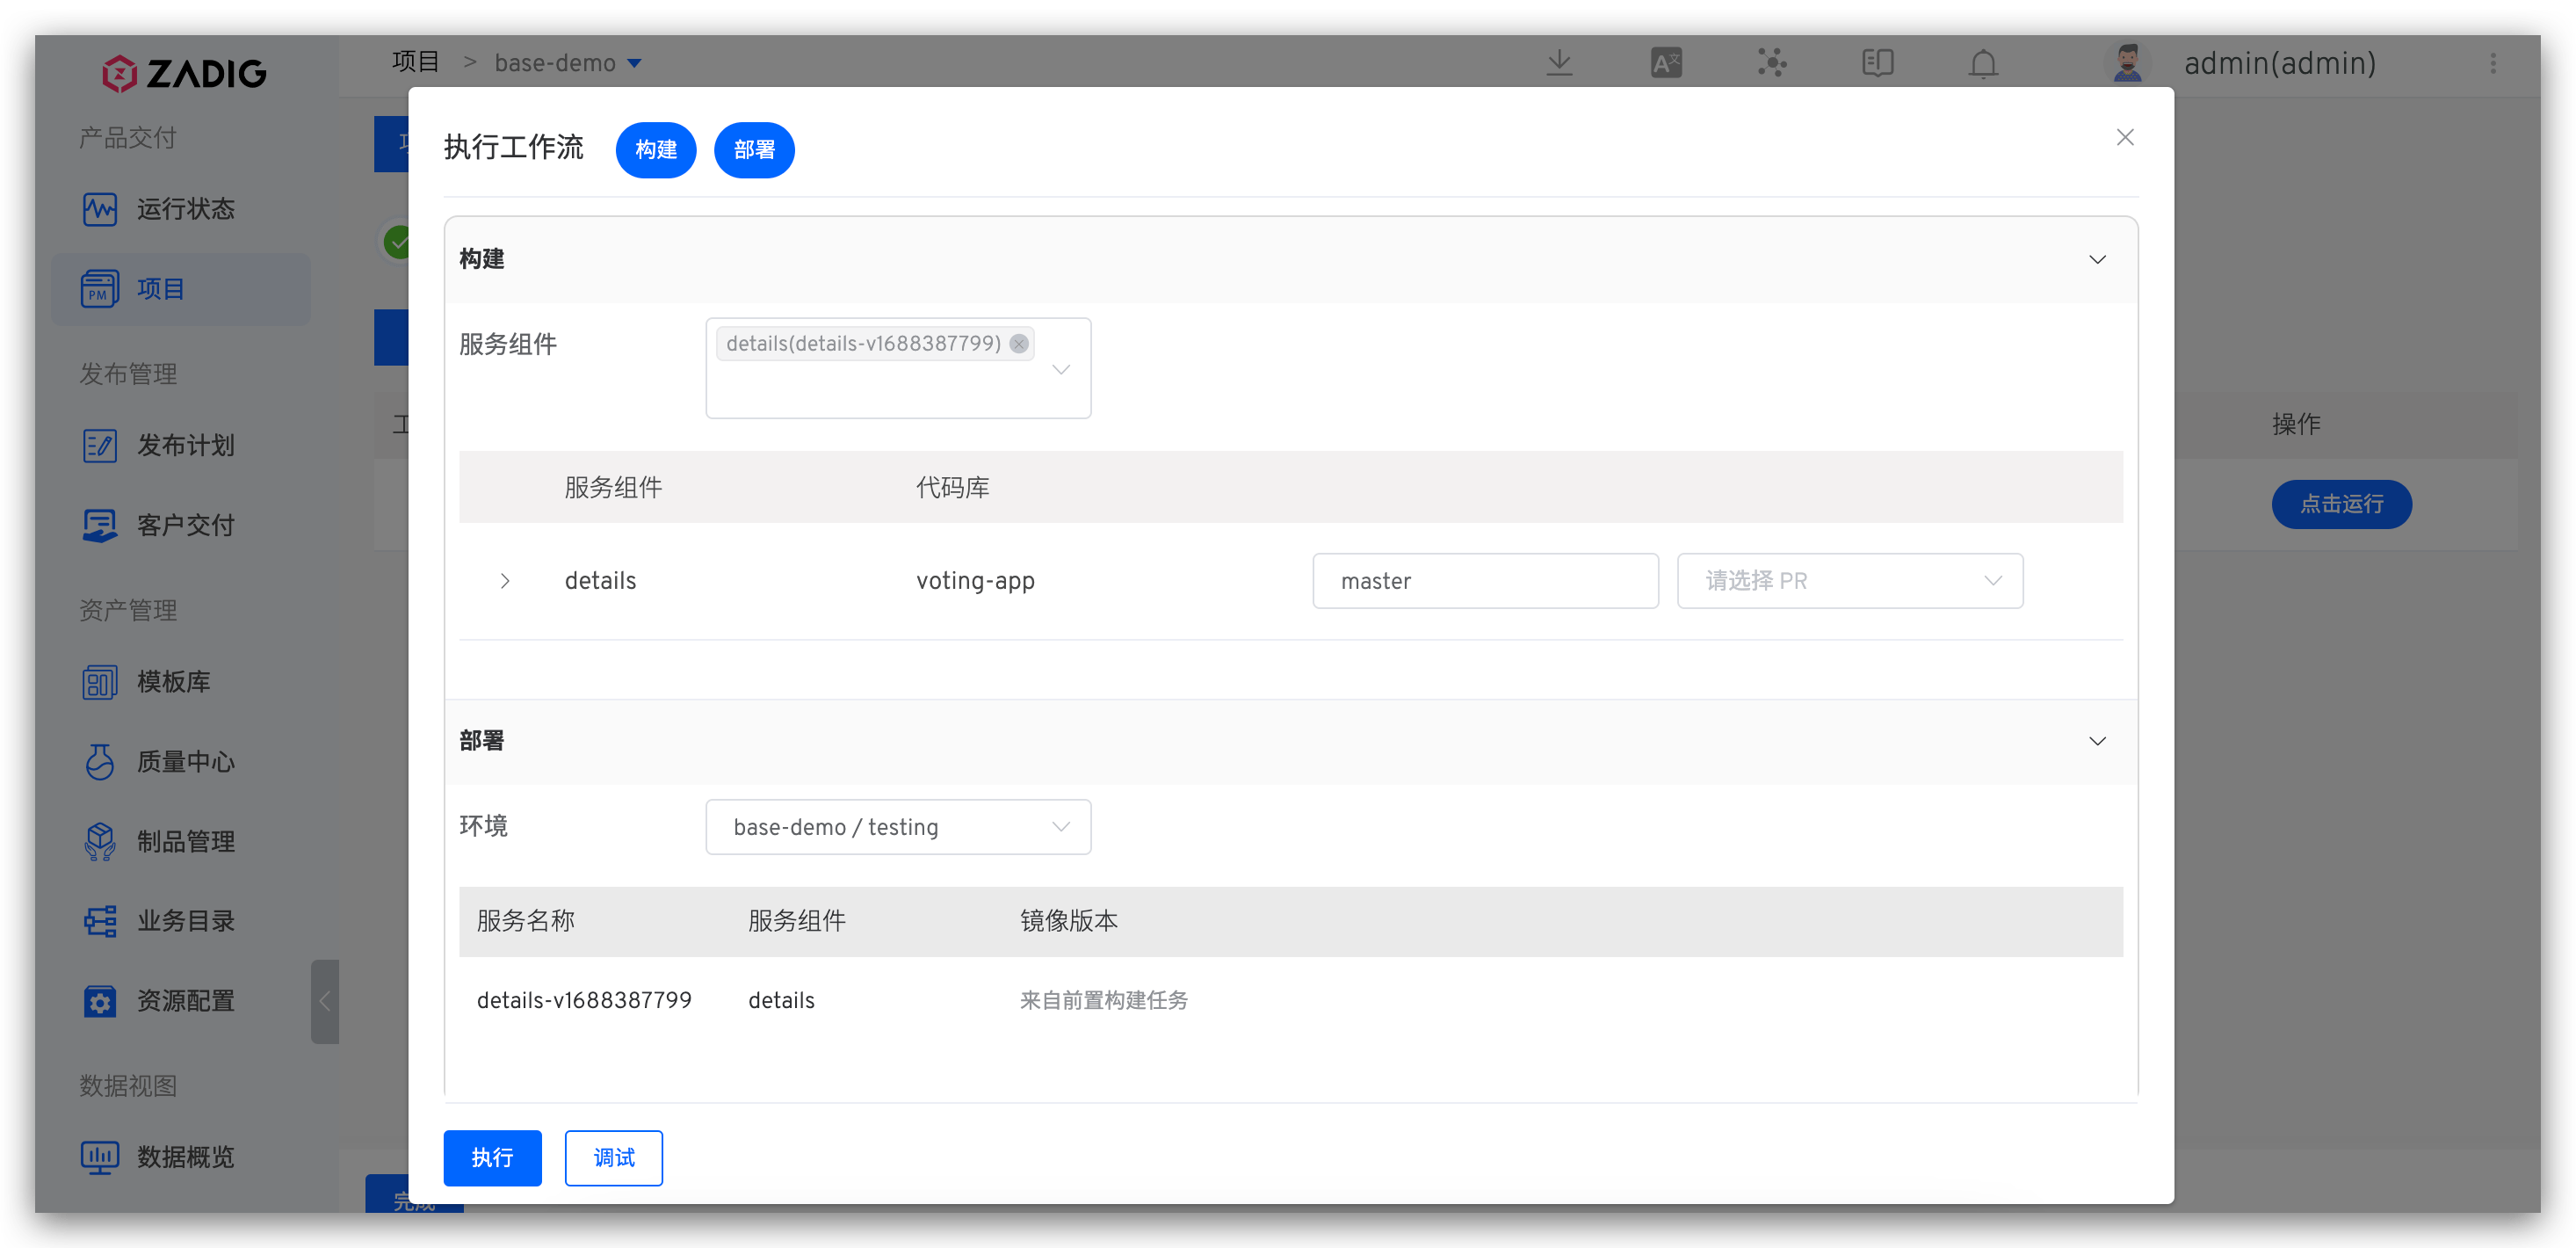 ZADIG
项目 > base-demo
admin(admin)
产品交付
运行状态
PM 项目
发布管理
发布计划
客户交付
资产管理
模板库
质量中心
制品管理
业务目录
资源配置
数据视图
数据概览
执行工作流 构建 部署
构建
服务组件 details(details-v1688387799)
服务组件 代码库
details voting-app master 请选择 PR
部署
环境 base-demo / testing
服务名称 服务组件 镜像版本
details-v1688387799 details 来自前置构建任务
执行 调试
操作
点击运行
完成